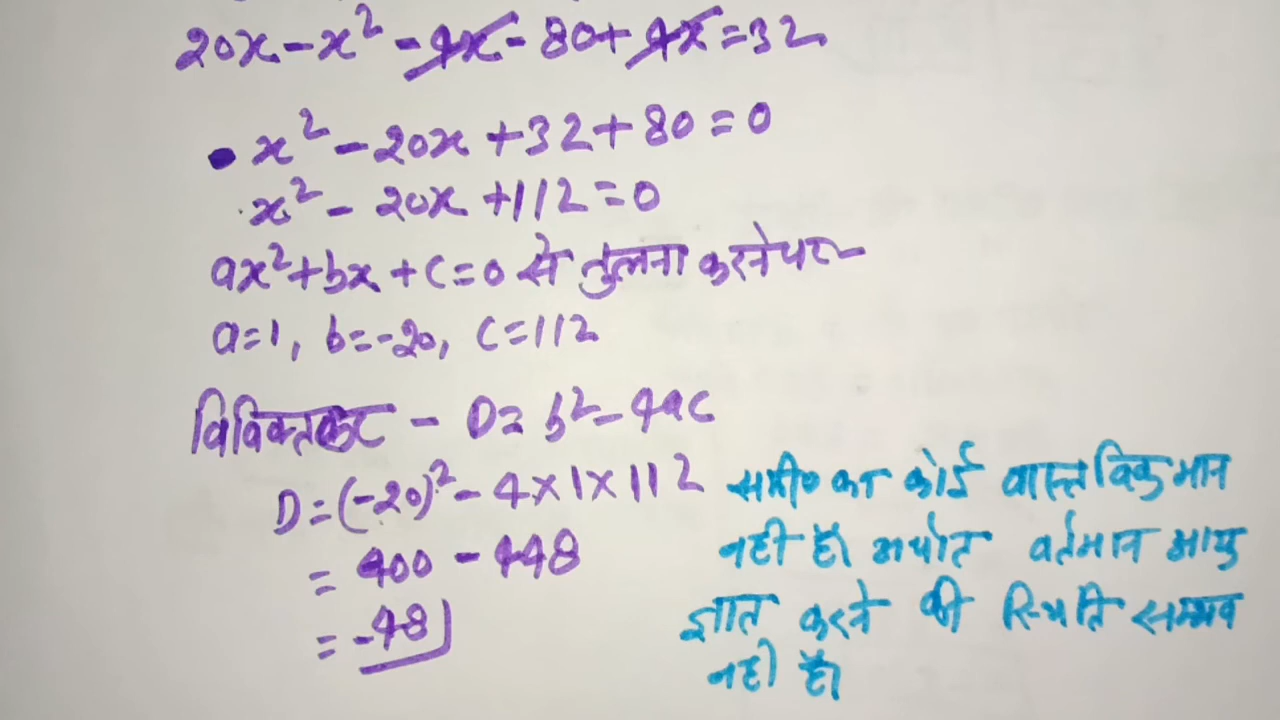 20x-x²-4x-80+4x=32
x²-20x+32+80=0
x²-20x+112=0
ax²+bx+c=0 से तुलना करने पर-
a=1, b=-20, c=112
विविक्तकर - D= b²-4ac
D=(-20)²-4×1×112
=400-448
=-48
समी० का कोई वास्तविक मान
नही है। अर्थात वर्तमान आयु
ज्ञात करने की स्थिति सम्भव
नही है।